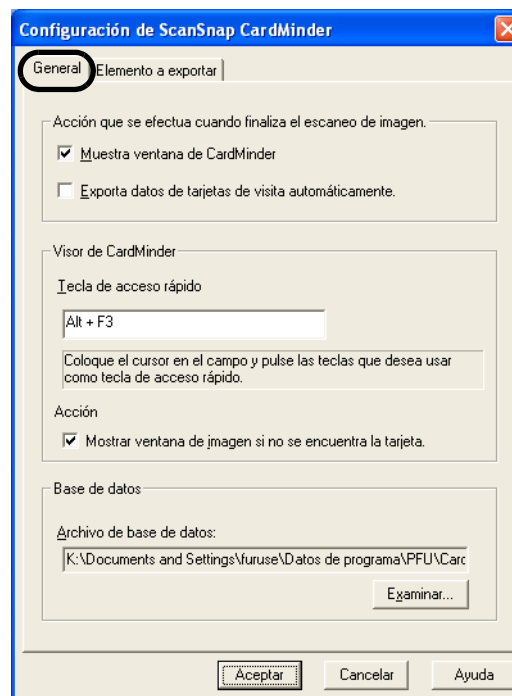 Configuración de ScanSnap CardMinder
General
Elemento a exportar
Acción que se efectua cuando finaliza el escaneo de imagen.
Muestra ventana de CardMinder
Exporta datos de tarjetas de visita automáticamente.
Visor de CardMinder
Tecla de acceso rápido
Alt + F3
Coloque el cursor en el campo y pulse las teclas que desea usar
como tecla de acceso rápido.
Acción
Mostrar ventana de imagen si no se encuentra la tarjeta.
Base de datos
Archivo de base de datos:
K:\Documents and Settings\furuse\Datos de programa\PFU\Card
Examinar...
Aceptar
Cancelar
Ayuda